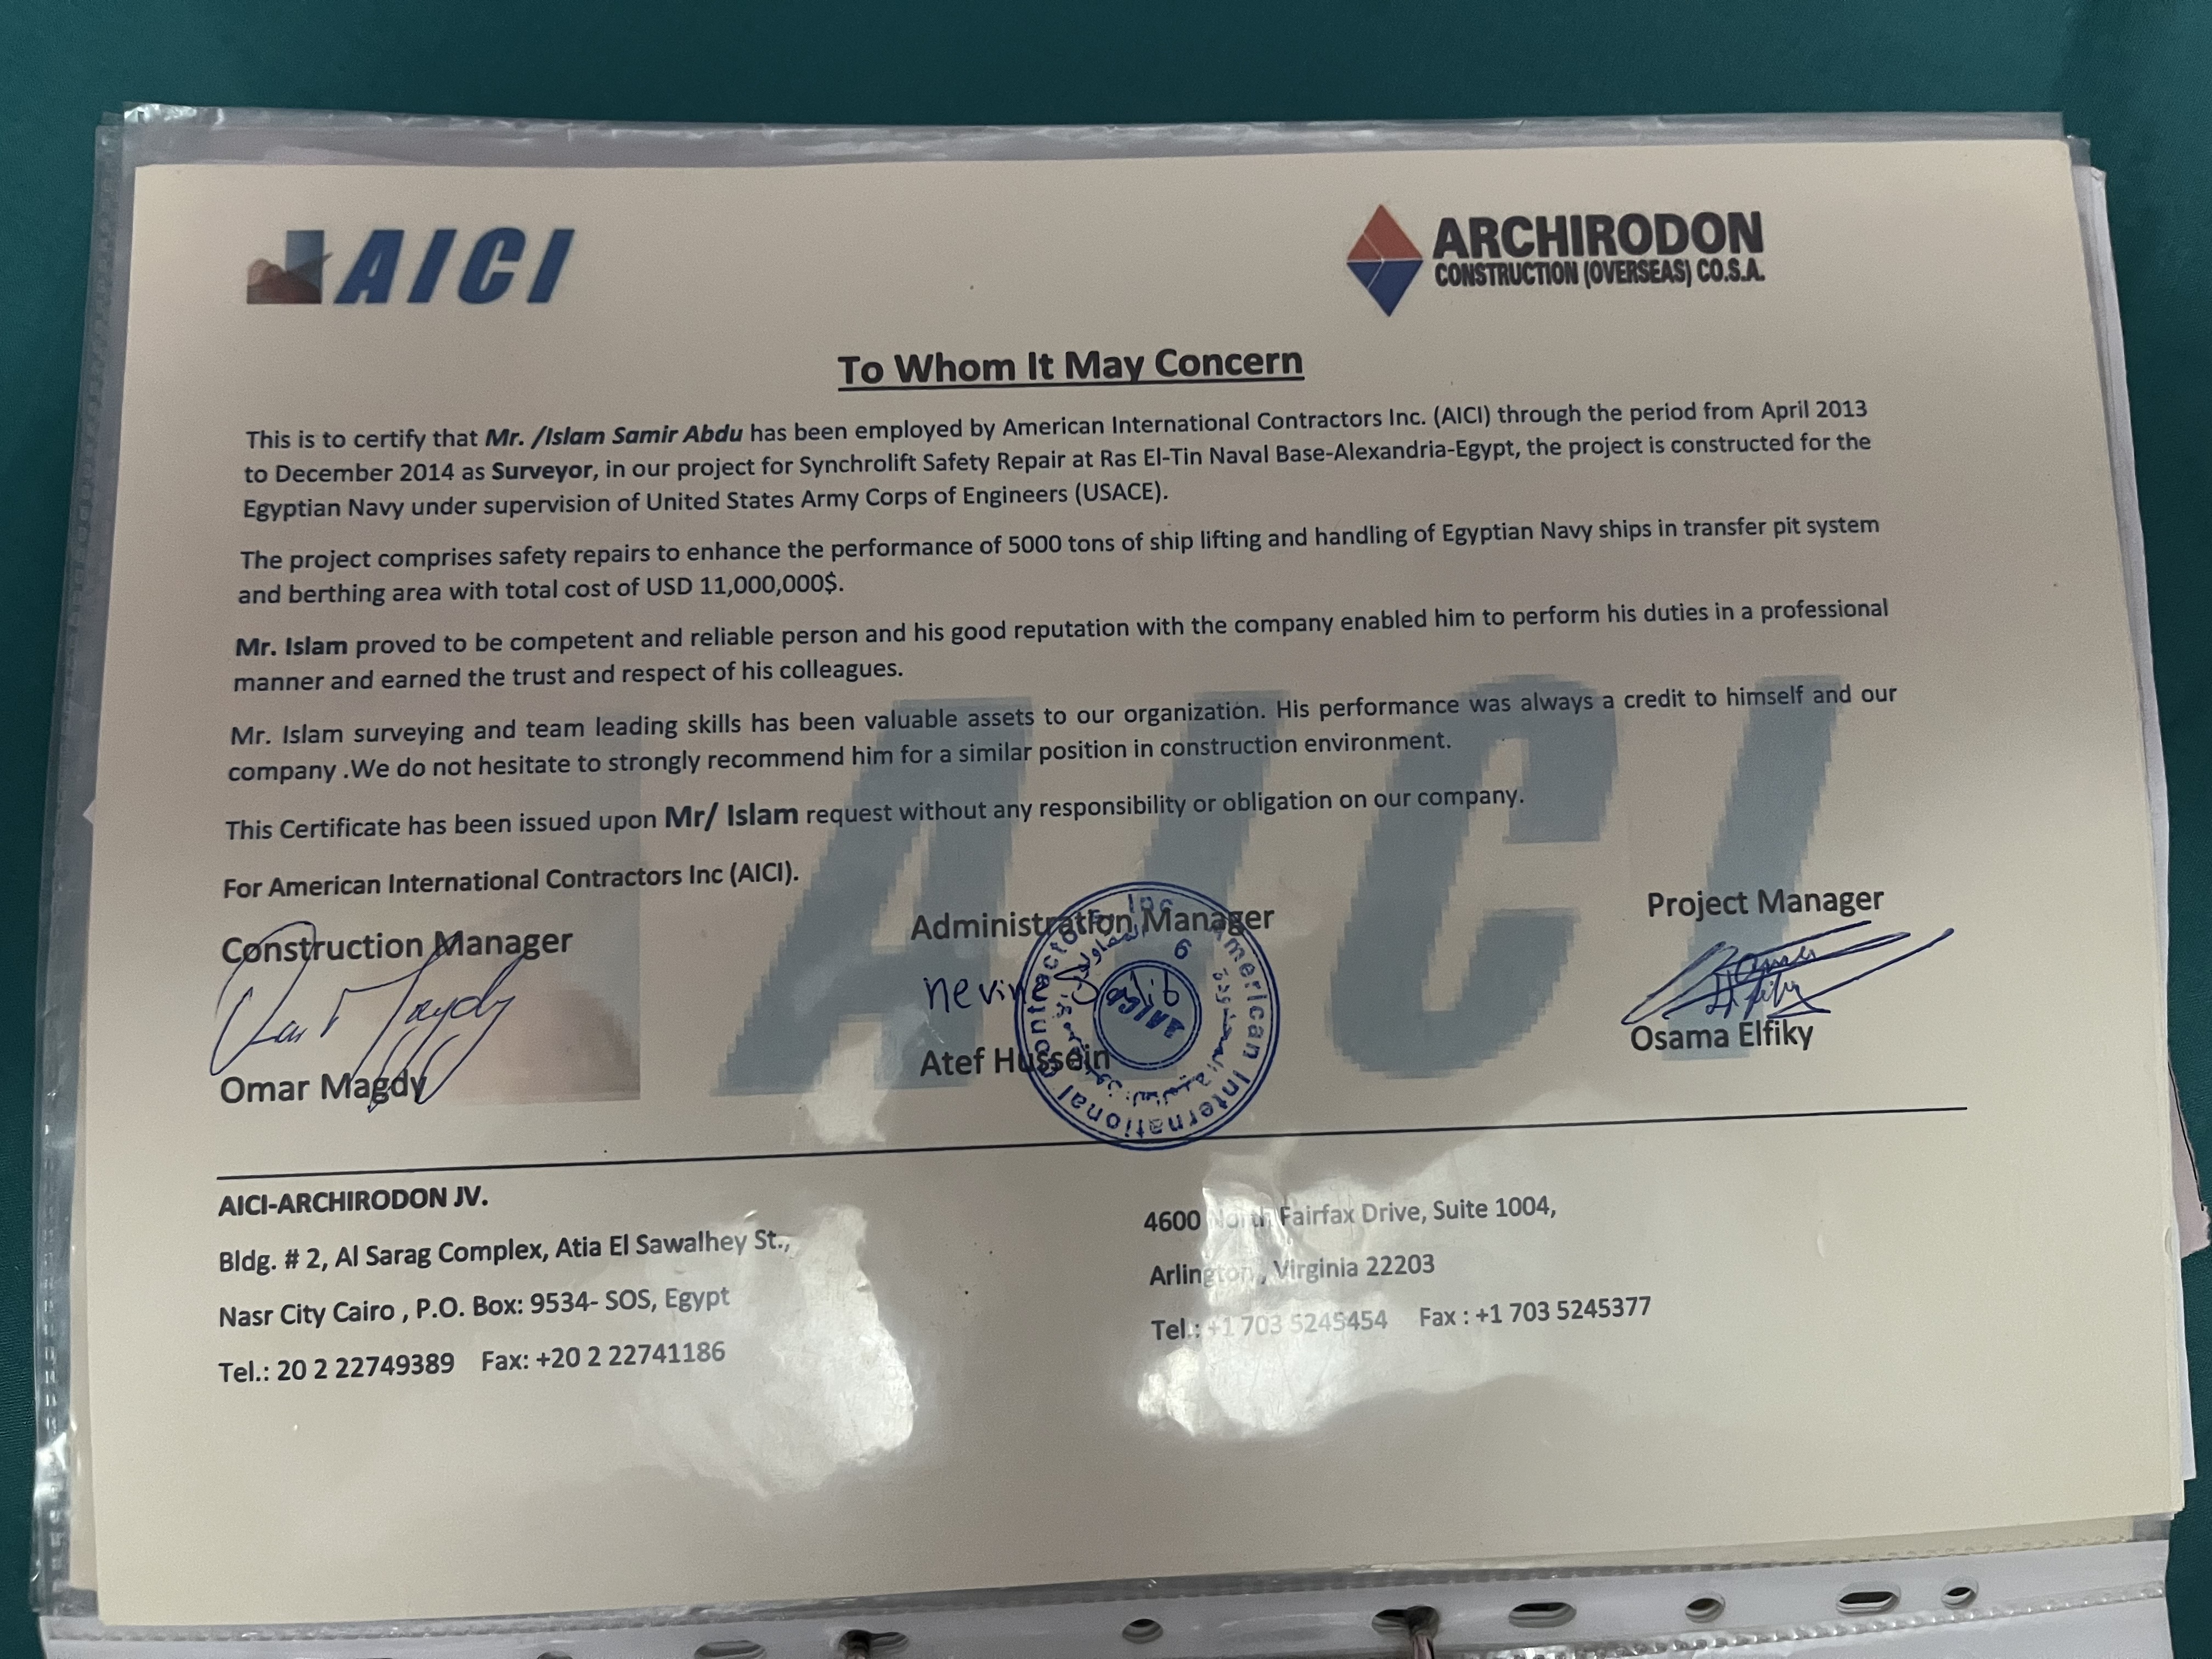 AICI
ARCHIRODON
CONSTRUCTION (OVERSEAS) CO.S.A.
To Whom It May Concern
This is to certify that Mr. /Islam Samir Abdu has been employed by American International Contractors Inc. (AICI) through the period from April 2013
to December 2014 as Surveyor, in our project for Synchrolift Safety Repair at Ras El-Tin Naval Base-Alexandria-Egypt, the project is constructed for the
Egyptian Navy under supervision of United States Army Corps of Engineers (USACE).
The project comprises safety repairs to enhance the performance of 5000 tons of ship lifting and handling of Egyptian Navy ships in transfer pit system
and berthing area with total cost of USD 11,000,000$.
Mr. Islam proved to be competent and reliable person and his good reputation with the company enabled him to perform his duties in a professional
manner and earned the trust and respect of his colleagues.
Mr. Islam surveying and team leading skills has been valuable assets to our organization. His performance was always a credit to himself and our
company .We do not hesitate to strongly recommend him for a similar position in construction environment.
This Certificate has been issued upon Mr/ Islam request without any responsibility or obligation on our company.
For American International Contractors Inc (AICI).
AICI
Construction Manager
Administration Manager
Project Manager
Omar Magdy
nevine
Osama Elfiky
Omar Magdy
Atef Hussein
Osama Elfiky
American International Contractors, Inc
6
AICI-ARCHIRODON JV.
Bldg. # 2, Al Sarag Complex, Atia El Sawalhey St.,
Nasr City Cairo , P.O. Box: 9534- SOS, Egypt
Tel.: 20 2 22749389 Fax: +20 2 22741186
4600 North Fairfax Drive, Suite 1004,
Arlington , Virginia 22203
Tel.: +1 703 5245454 Fax : +1 703 5245377